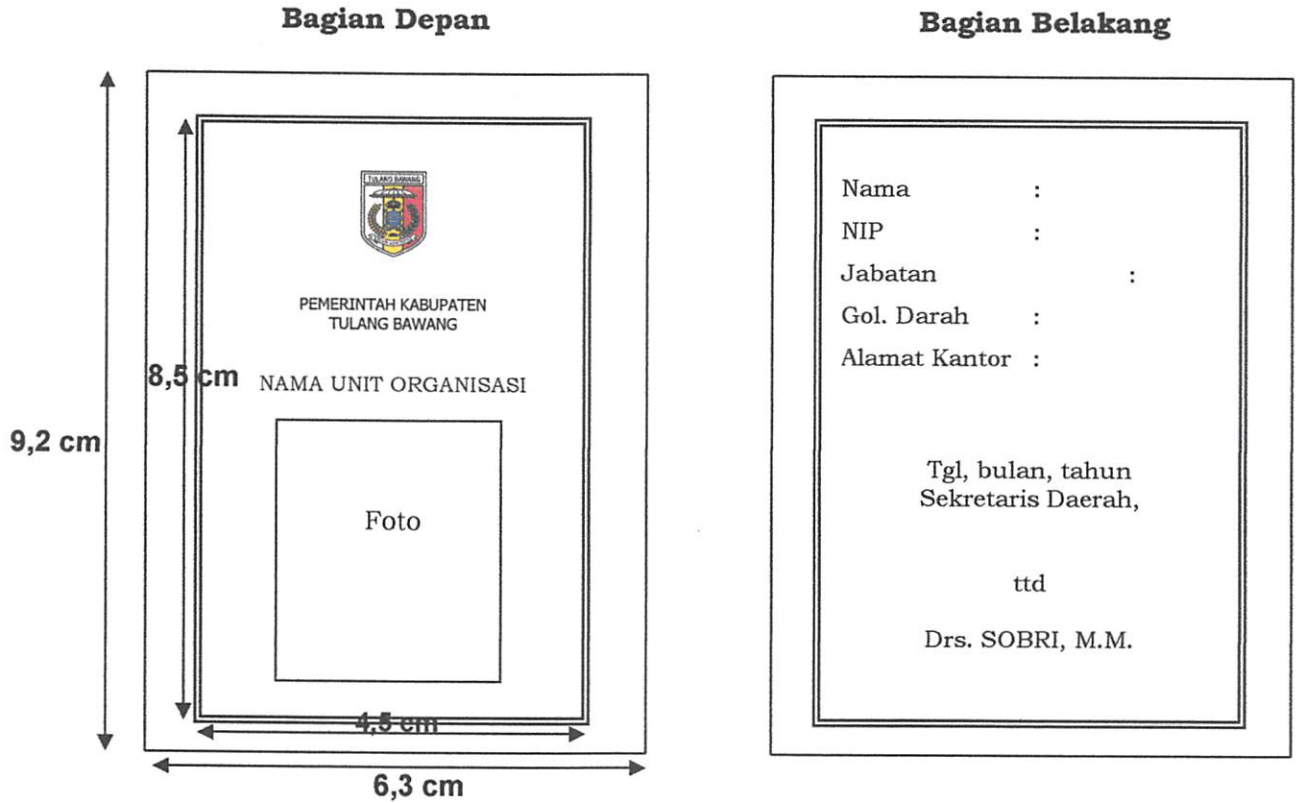 Bagian Depan
TULANG BAWANG
PEMERINTAH KABUPATEN
TULANG BAWANG
8,5 cm
NAMA UNIT ORGANISASI
9,2 cm
Foto
4,5 cm
6,3 cm
Bagian Belakang
Nama :
NIP :
Jabatan :
Gol. Darah :
Alamat Kantor :
Tgl, bulan, tahun
Sekretaris Daerah,
ttd
Drs. SOBRI, M.M.